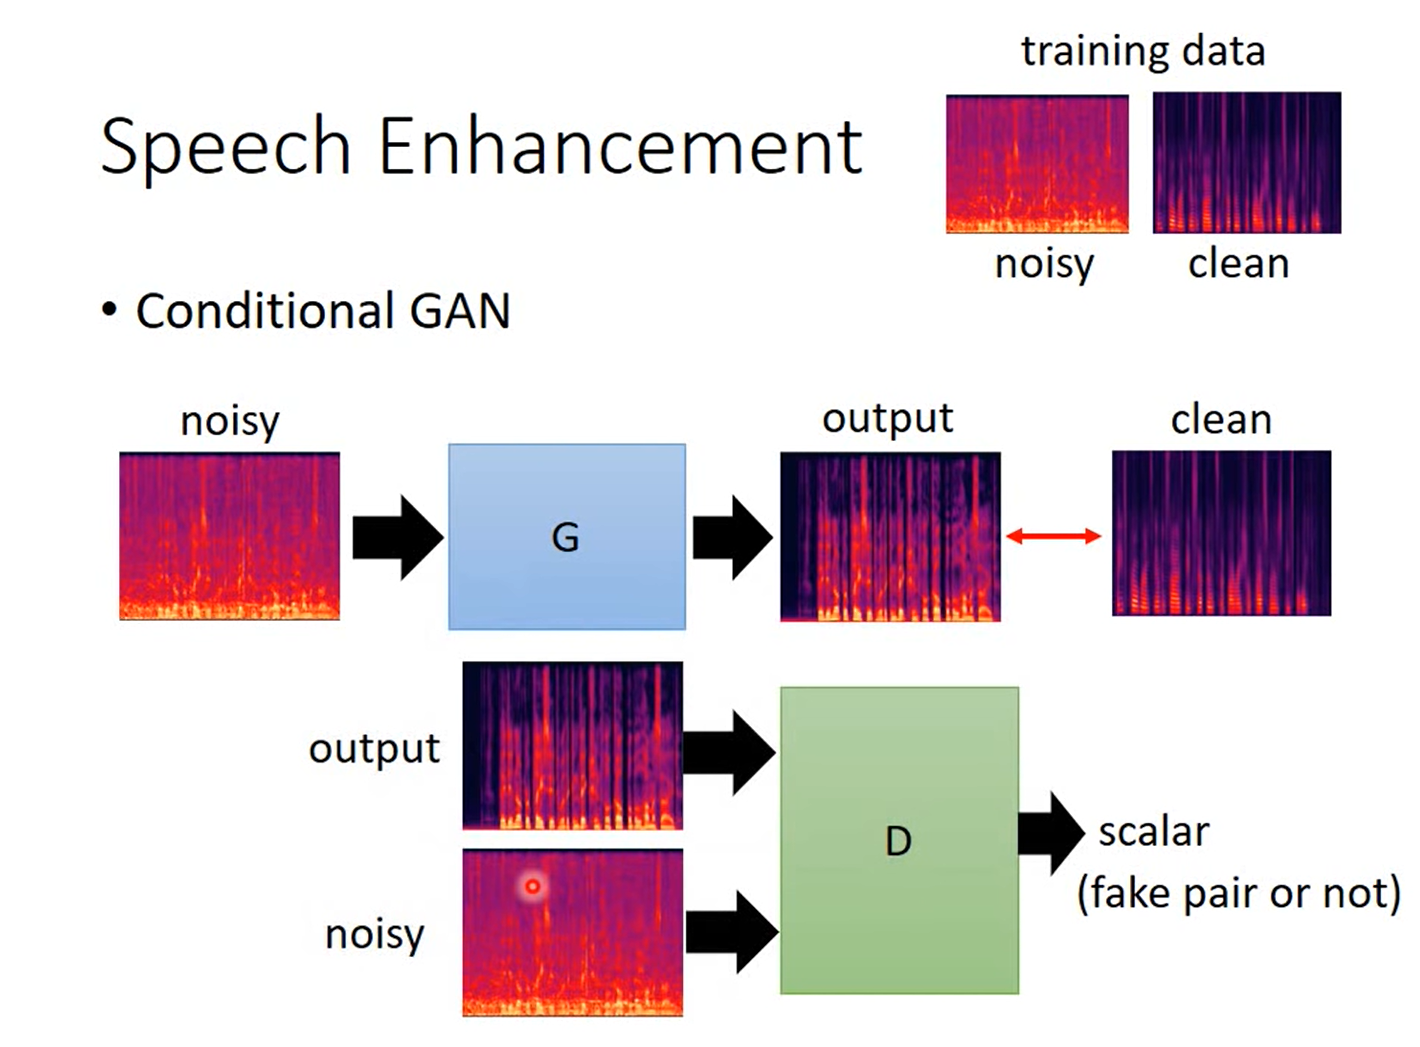 training data
Speech Enhancement
noisy
clean
• Conditional GAN
noisy
output
clean
G
output
noisy
D
scalar
(fake pair or not)